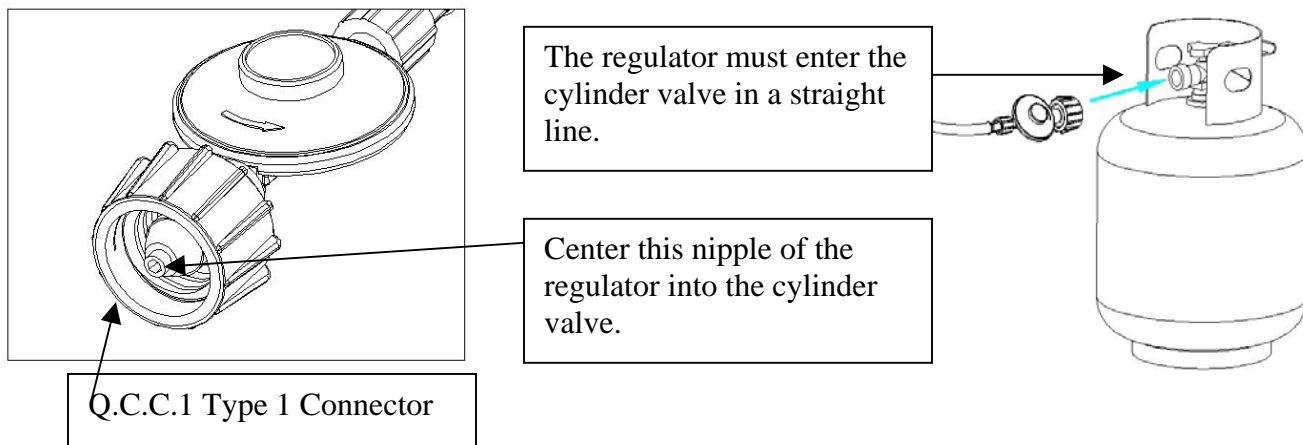 The regulator must enter the
cylinder valve in a straight
line.
Center this nipple of the
regulator into the cylinder
valve.
Q.C.C.1 Type 1 Connector